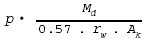 p • M_d / 0.57 . r_w . A_k